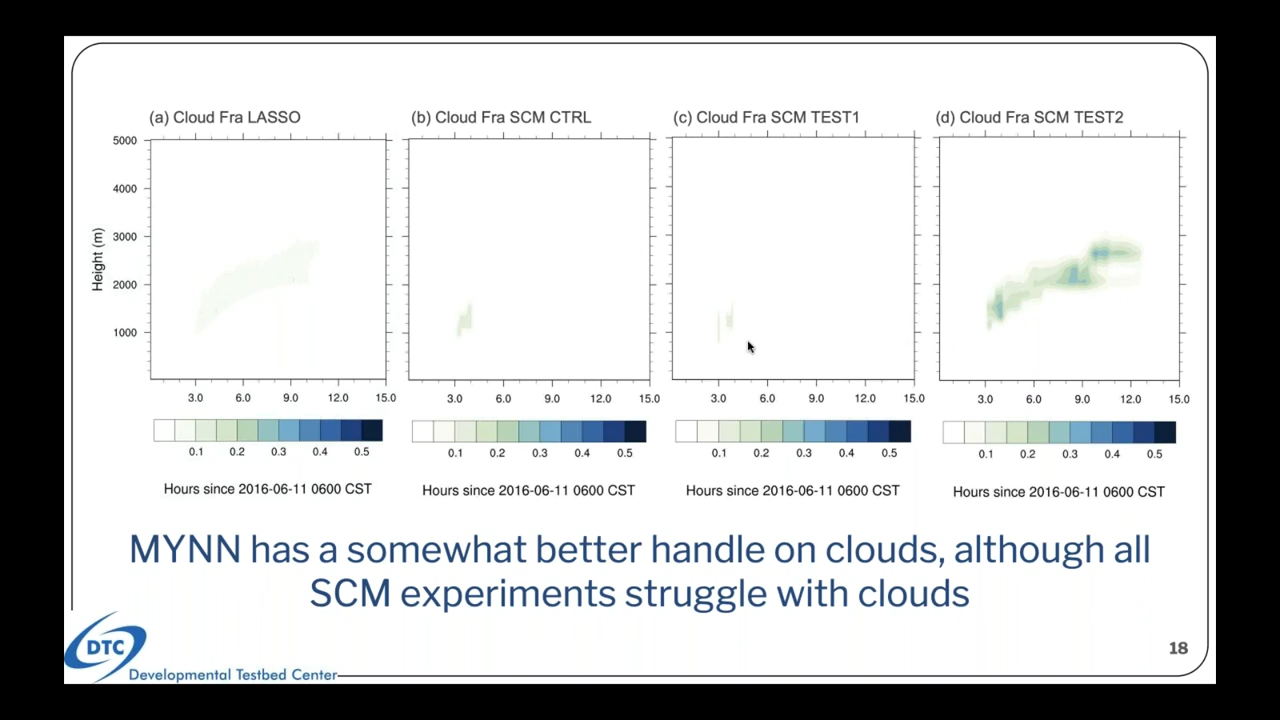 (a) Cloud Fra LASSO
(b) Cloud Fra SCM CTRL
(c) Cloud Fra SCM TEST1
(d) Cloud Fra SCM TEST2
5000
4000
3000
2000
1000
Height (m)
3.0 6.0 9.0 12.0 15.0
3.0 6.0 9.0 12.0 15.0
3.0 6.0 9.0 12.0 15.0
3.0 6.0 9.0 12.0 15.0
0.1 0.2 0.3 0.4 0.5
0.1 0.2 0.3 0.4 0.5
0.1 0.2 0.3 0.4 0.5
0.1 0.2 0.3 0.4 0.5
Hours since 2016-06-11 0600 CST
Hours since 2016-06-11 0600 CST
Hours since 2016-06-11 0600 CST
Hours since 2016-06-11 0600 CST
MYNN has a somewhat better handle on clouds, although all
SCM experiments struggle with clouds
DTC
Developmental Testbed Center
18